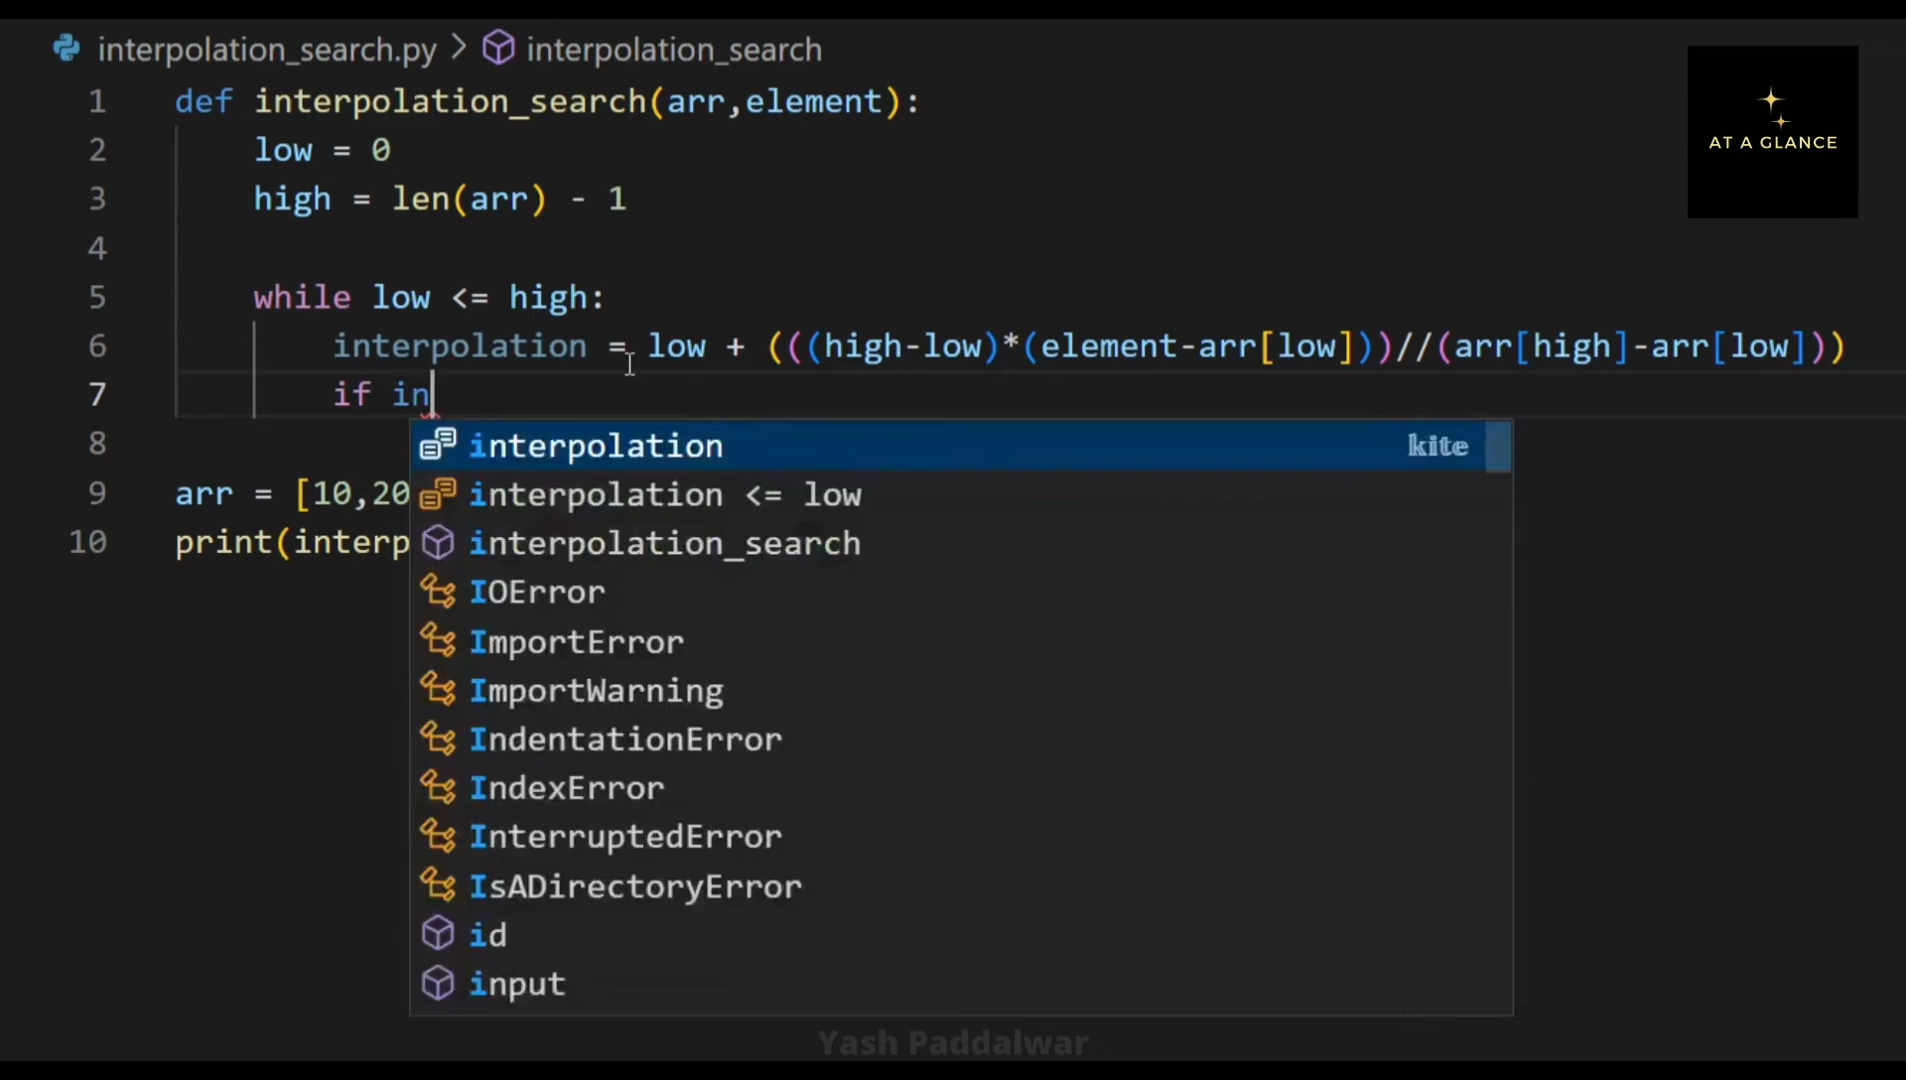 interpolation_search.py > interpolation_search
AT A GLANCE
1 def interpolation_search(arr,element):
2 low = 0
3 high = len(arr) - 1
4
5 while low <= high:
6 interpolation = low + (((high-low)*(element-arr[low]))//(arr[high]-arr[low]))
7 if in
interpolation kite
8
interpolation <= low
9 arr = [10,20
interpolation_search
10 print(interp
IOError
ImportError
ImportWarning
IndentationError
IndexError
InterruptedError
IsADirectoryError
id
input
Yash Paddalwar